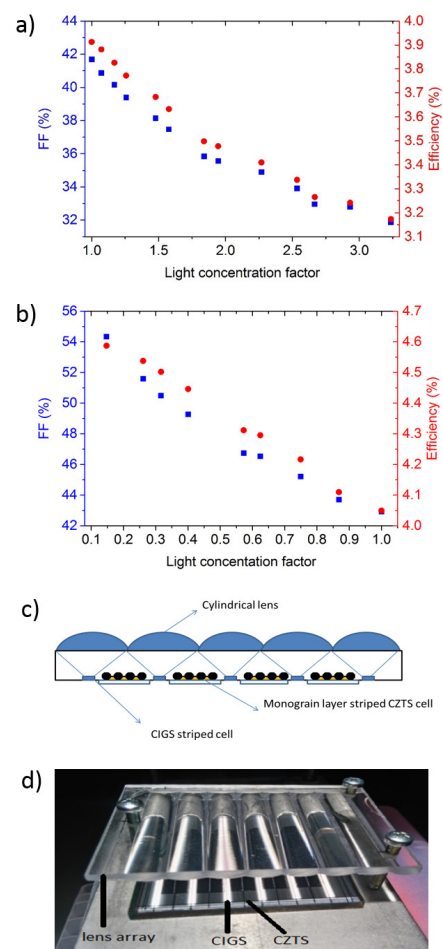 a)
44
42
40
38
36
34
32
FF (%)
4.0
3.9
3.8
3.7
3.6
3.5
3.4
3.3
3.2
3.1
Efficiency (%)
1.0 1.5 2.0 2.5 3.0
Light concentration factor
b)
56
54
52
50
48
46
44
42
FF (%)
4.7
4.6
4.5
4.4
4.3
4.2
4.1
4.0
Efficiency (%)
0.1 0.2 0.3 0.4 0.5 0.6 0.7 0.8 0.9 1.0
Light concentation factor
c)
Cylindrical lens
Monograin layer striped CZTS cell
CIGS striped cell
d)
lens array
CIGS
CZTS